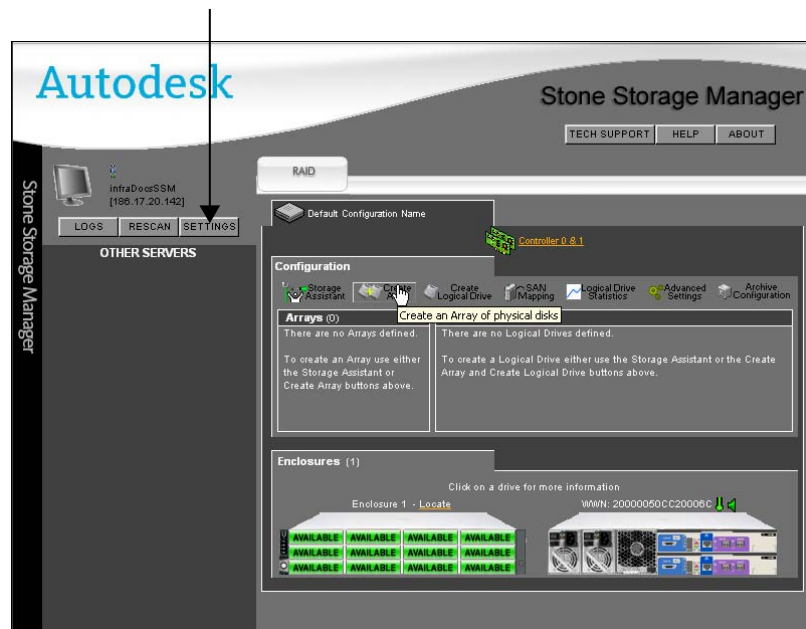 Autodesk
Stone Storage Manager
TECH SUPPORT HELP ABOUT
Stone Storage Manager
infraDocsSSM
[186.17.20.142]
LOGS RESCAN SETTINGS
OTHER SERVERS
RAID
Default Configuration Name
Controller 0 & 1
Configuration
Storage Assistant
Create
Create Logical Drive
SAN Mapping
Logical Drive Statistics
Advanced Settings
Archive Configuration
Create an Array of physical disks
Arrays (0)
There are no Arrays defined.
To create an Array use either
the Storage Assistant or
Create Array buttons above.
There are no Logical Drives defined.
To create a Logical Drive either use the Storage Assistant or the Create
Array and Create Logical Drive buttons above.
Enclosures (1)
Click on a drive for more information
Enclosure 1 - Locate
WWN: 20000050CC20006C
AVAILABLE AVAILABLE AVAILABLE AVAILABLE
AVAILABLE AVAILABLE AVAILABLE AVAILABLE
AVAILABLE AVAILABLE AVAILABLE AVAILABLE